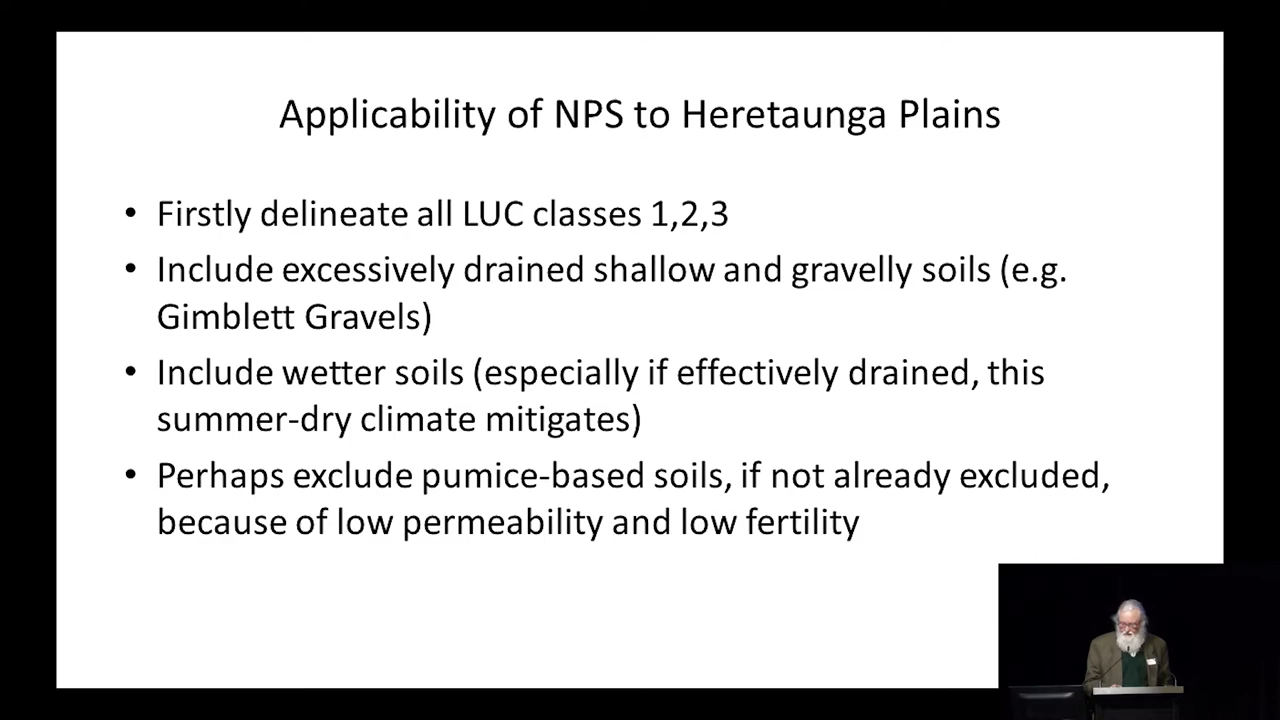 Applicability of NPS to Heretaunga Plains
• Firstly delineate all LUC classes 1,2,3
• Include excessively drained shallow and gravelly soils (e.g.
Gimblett Gravels)
• Include wetter soils (especially if effectively drained, this
summer-dry climate mitigates)
• Perhaps exclude pumice-based soils, if not already excluded,
because of low permeability and low fertility